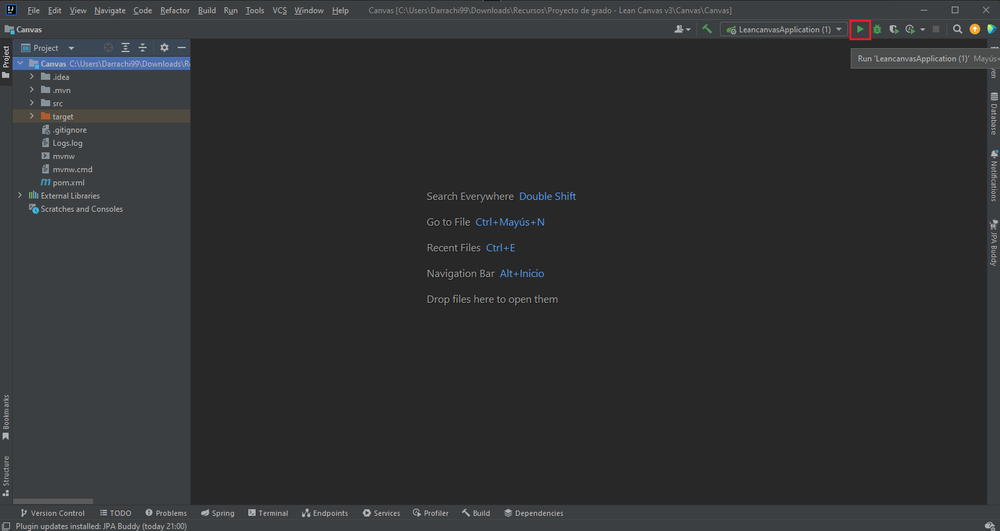 File Edit View Navigate Code Refactor Build Run Tools VCS Window Help Canvas [C:\Users\Darrachi99\Downloads\Recursos\Proyecto de grado - Lean Canvas v3\Canvas\Canvas]
Canvas LeancanvasApplication (1)
Project
Run 'LeancanvasApplication (1)' Mayús+
Canvas C:\Users\Darrachi99\Downloads\Re
.idea
.mvn
src
target
.gitignore
Logs.log
mvnw
mvnw.cmd
pom.xml
External Libraries
Scratches and Consoles
Search Everywhere Double Shift
Go to File Ctrl+Mayús+N
Recent Files Ctrl+E
Navigation Bar Alt+Inicio
Drop files here to open them
Project
Bookmarks
Structure
Database
Notifications
JPA Buddy
Version Control TODO Problems Spring Terminal Endpoints Services Profiler Build Dependencies
Plugin updates installed: JPA Buddy (today 21:00)